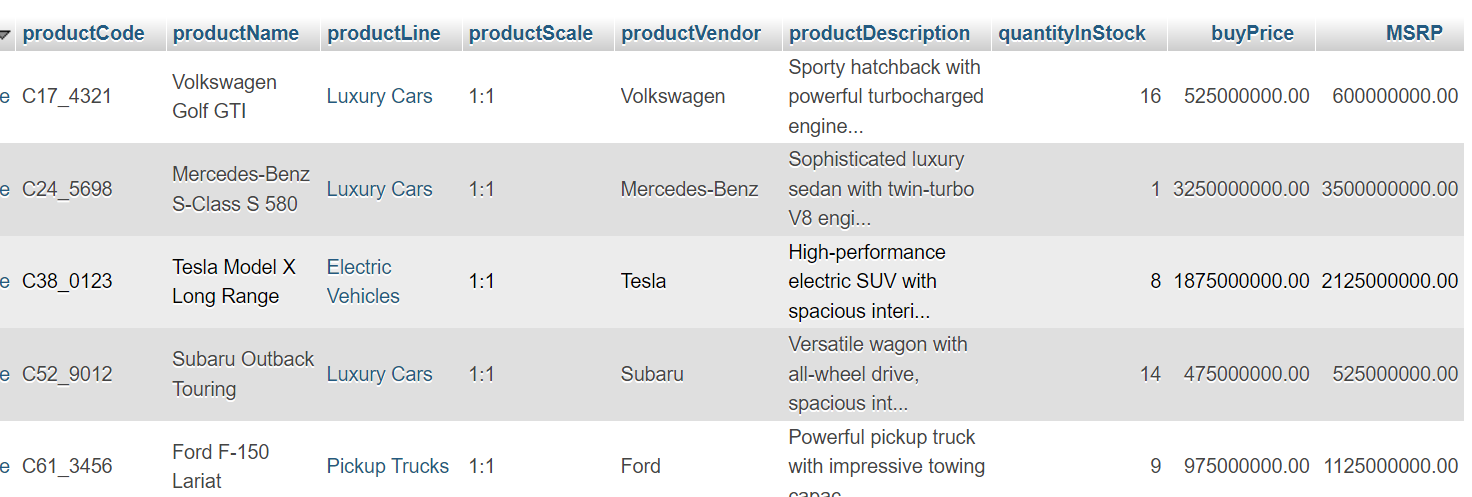 productCode productName productLine productScale productVendor productDescription quantityInStock buyPrice MSRP
e C17_4321 Volkswagen Golf GTI Luxury Cars 1:1 Volkswagen Sporty hatchback with powerful turbocharged engine... 16 525000000.00 600000000.00
e C24_5698 Mercedes-Benz S-Class S 580 Luxury Cars 1:1 Mercedes-Benz Sophisticated luxury sedan with twin-turbo V8 engi... 1 3250000000.00 3500000000.00
e C38_0123 Tesla Model X Long Range Electric Vehicles 1:1 Tesla High-performance electric SUV with spacious interi... 8 1875000000.00 2125000000.00
e C52_9012 Subaru Outback Touring Luxury Cars 1:1 Subaru Versatile wagon with all-wheel drive, spacious int... 14 475000000.00 525000000.00
e C61_3456 Ford F-150 Lariat Pickup Trucks 1:1 Ford Powerful pickup truck with impressive towing capac... 9 975000000.00 1125000000.00